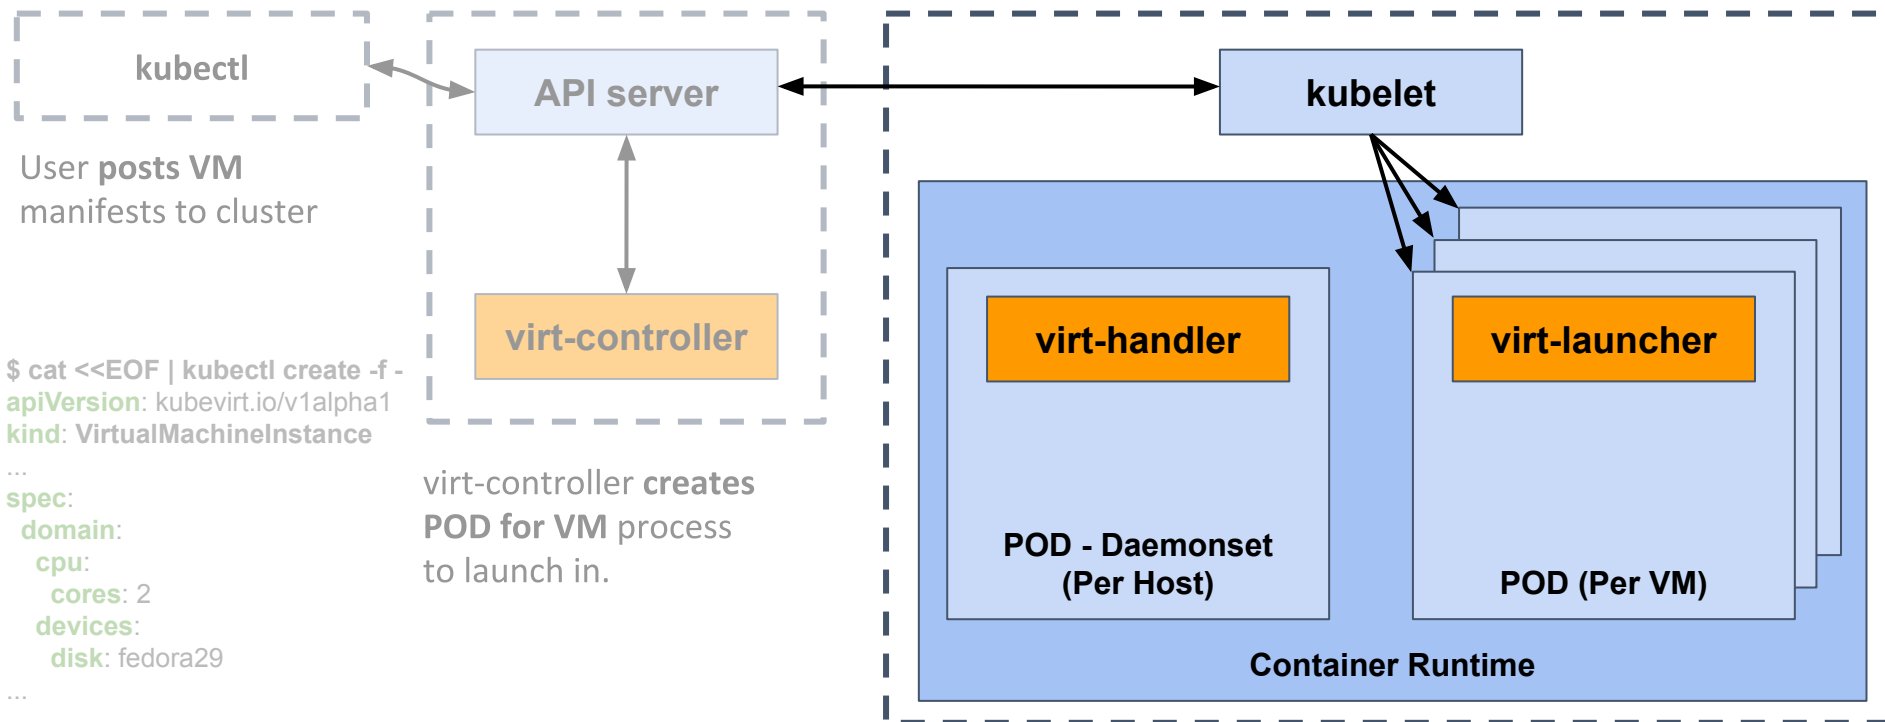 kubectl
User posts VM
manifests to cluster
$ cat <<EOF | kubectl create -f -
apiVersion: kubevirt.io/v1alpha1
kind: VirtualMachineInstance
...
spec:
  domain:
    cpu:
      cores: 2
    devices:
      disk: fedora29
...
API server
virt-controller
virt-controller creates
POD for VM process
to launch in.
kubelet
virt-handler
POD - Daemonset
(Per Host)
virt-launcher
POD (Per VM)
Container Runtime